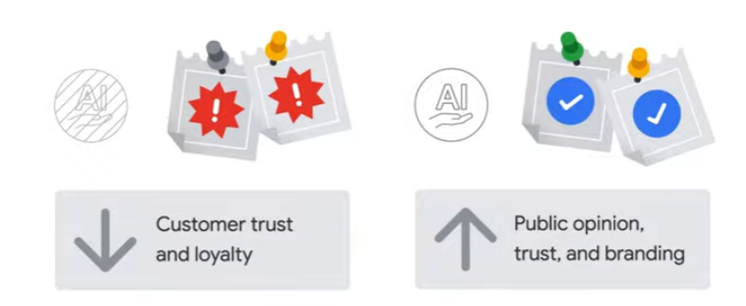 AI
AI
Customer trust
and loyalty
Public opinion,
trust, and branding